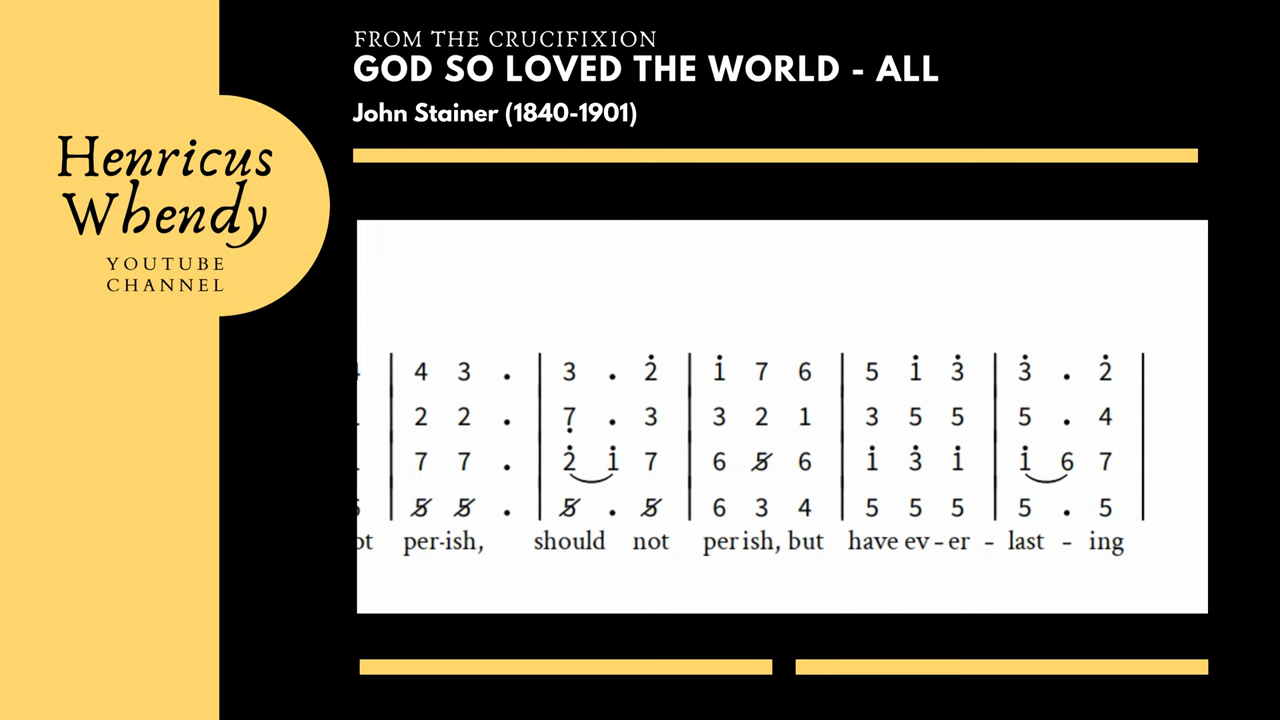 FROM THE CRUCIFIXION
GOD SO LOVED THE WORLD - ALL
John Stainer (1840-1901)
Henricus
Whendy
YOUTUBE
CHANNEL
4 3 . | 3 . 2̇ | 1̇ 7 6 | 5 1̇ 3̇ | 3̇ . 2̇ |
2 2 . | 7̣ . 3 | 3 2 1 | 3 5 5 | 5 . 4 |
7 7 . | 2̇ 1̇ 7 | 6 5̸ 6 | 1̇ 3̇ 1̇ | 1̇ 6 7 |
5̸ 5̸ . | 5̸ . 5̸ | 6 3 4 | 5 5 5 | 5 . 5 |
ot per-ish, should not perish, but have ev-er - last - ing